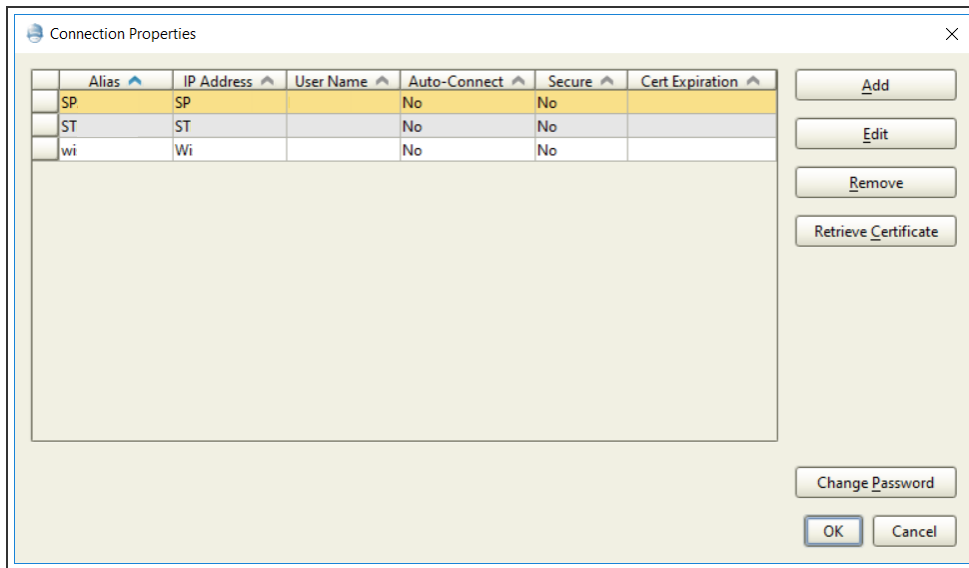 Connection Properties
Alias IP Address User Name Auto-Connect Secure Cert Expiration
SP SP No No
ST ST No No
wi Wi No No
Add
Edit
Remove
Retrieve Certificate
Change Password
OK Cancel